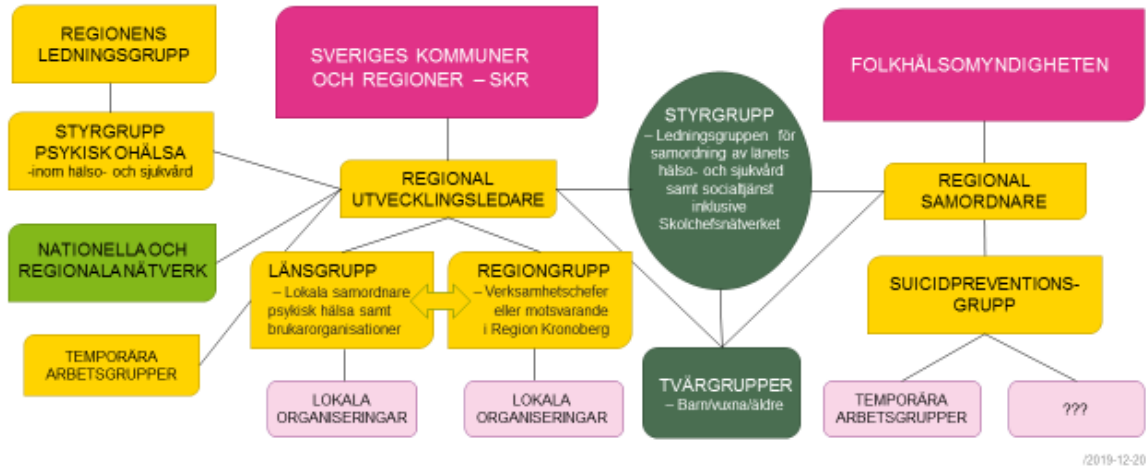 REGIONENS
LEDNINGSGRUPP
SVERIGES KOMMUNER
OCH REGIONER – SKR
FOLKHÄLSOMYNDIGHETEN
STYRGRUPP
PSYKISK OHÄLSA
-inom hälso- och sjukvård
STYRGRUPP
– Ledningsgruppen för
samordning av länets
hälso- och sjukvård
samt socialtjänst
inklusive
Skolchefsnätverket
REGIONAL
UTVECKLINGSLEDARE
REGIONAL
SAMORDNARE
NATIONELLA OCH
REGIONALA NÄTVERK
LÄNSGRUPP
– Lokala samordnare
psykisk hälsa samt
brukarorganisationer
REGIONGRUPP
– Verksamhetschefer
eller motsvarande
i Region Kronoberg
SUICIDPREVENTIONS-
GRUPP
TEMPORÄRA
ARBETSGRUPPER
LOKALA
ORGANISERINGAR
LOKALA
ORGANISERINGAR
TVÄRGRUPPER
– Barn/vuxna/äldre
TEMPORÄRA
ARBETSGRUPPER
???
/2019-12-20